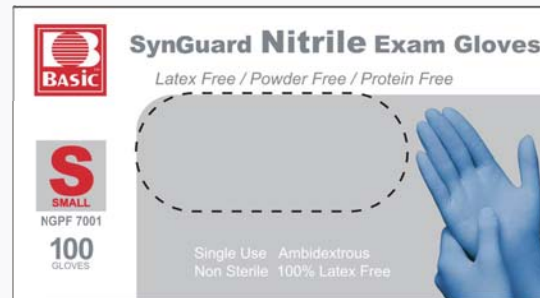 B
BASIC
SynGuard Nitrile Exam Gloves
Latex Free / Powder Free / Protein Free
S
SMALL
NGPF 7001
100
GLOVES
Single Use Ambidextrous
Non Sterile 100% Latex Free